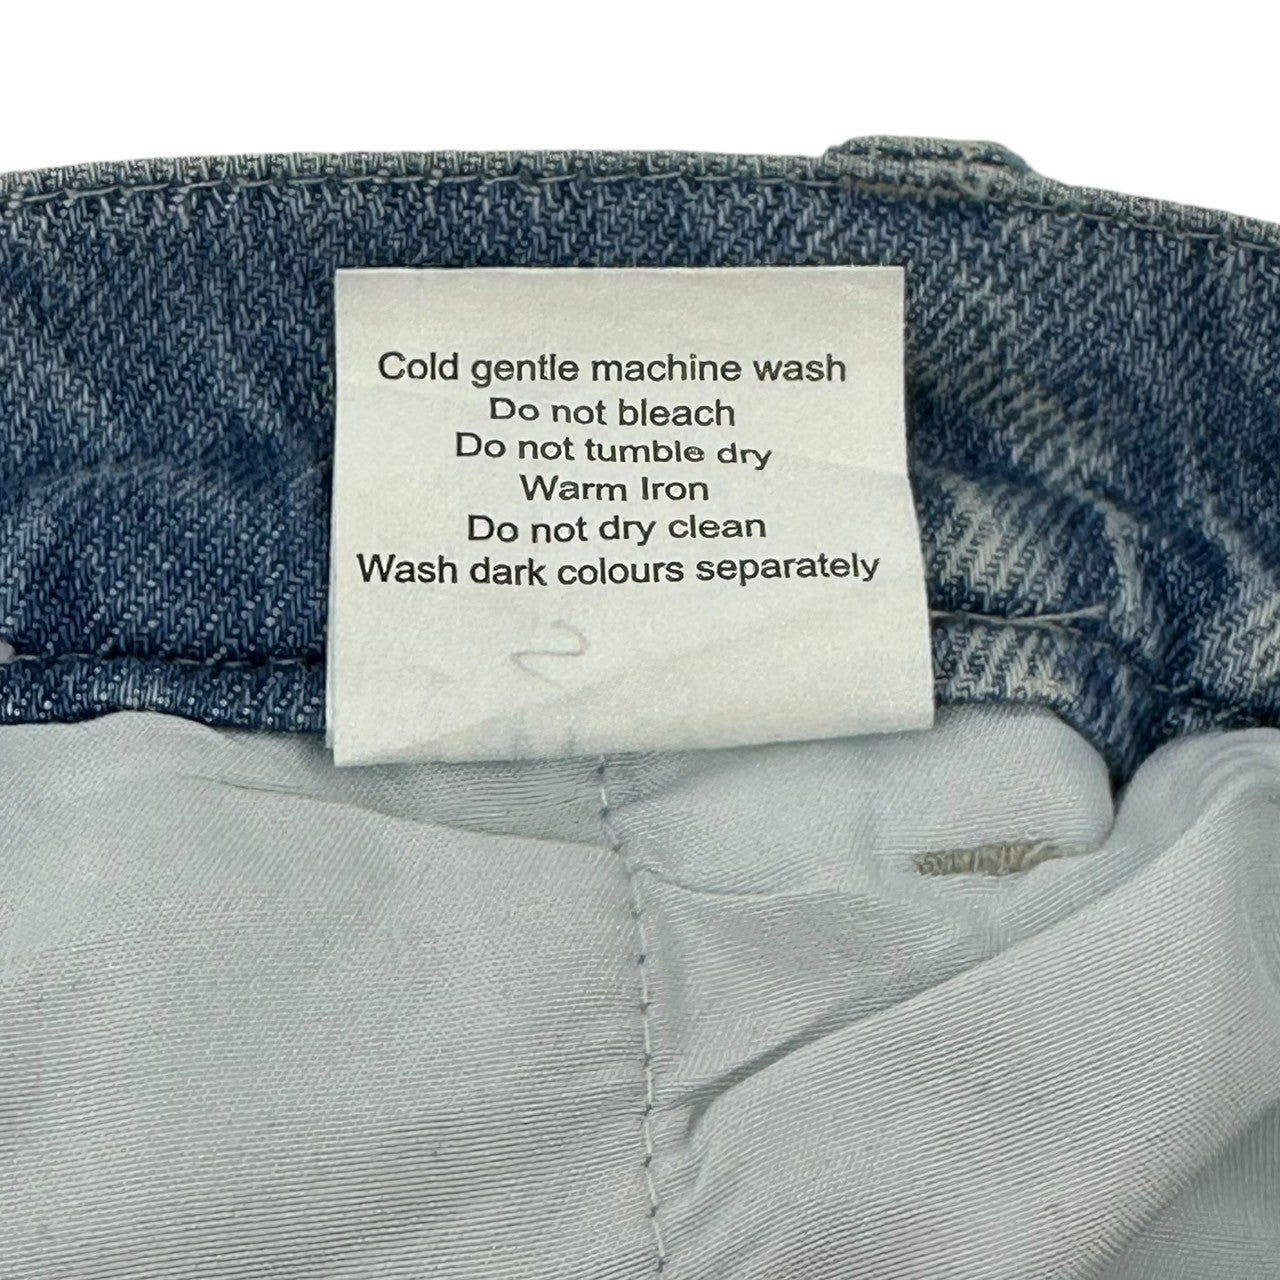 Cold gentle machine wash
Do not bleach
Do not tumble dry
Warm Iron
Do not dry clean
Wash dark colours separately